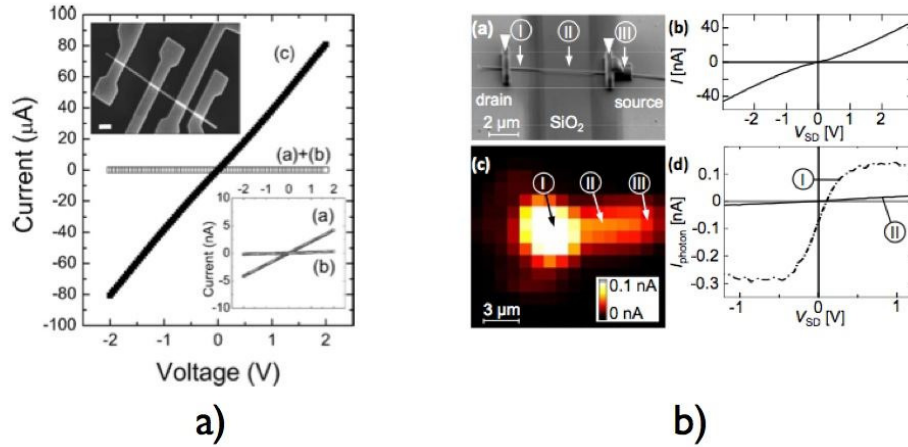 100
80
60
40
20
0
-20
-40
-60
-80
-100
Current (μA)
(c)
(a)+(b)
-2 -1 0 1 2
10
5
0
-5
-10
Current (nA)
(a)
(b)
-2 -1 0 1 2
Voltage (V)
a)
(a)
I II III
drain
source
SiO2
2 μm
(b)
I [nA]
40
0
-40
-2 -1 0 1 2
VSD [V]
(c)
I II III
3 μm
0.1 nA
0 nA
(d)
Iphoton [nA]
0.1
0
-0.1
-0.2
-0.3
I
II
-1 0 1
VSD [V]
b)